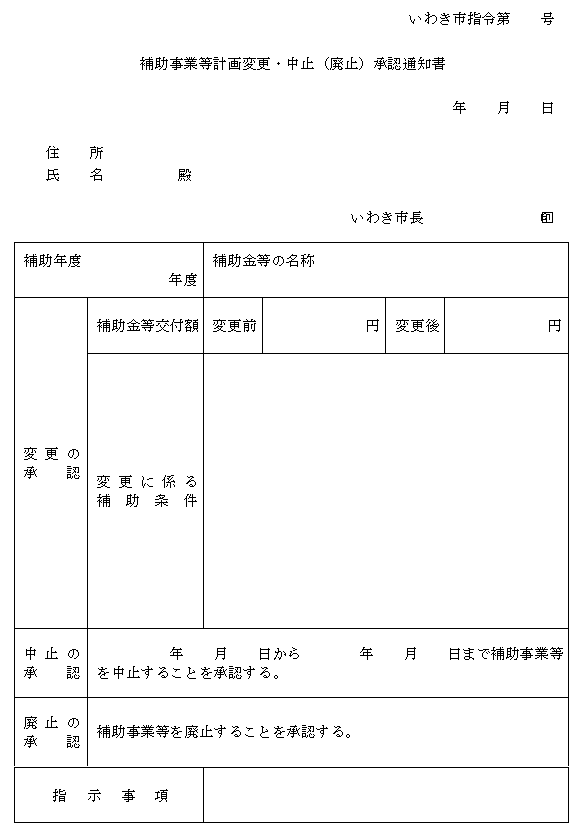 いわき市指令第　　号
補助事業等計画変更・中止（廃止）承認通知書
年　　月　　日
住　　所
氏　　名　　　　　殿
いわき市長　　　　　　　　印
補助年度
年度
補助金等の名称
変更の
承　認
補助金等交付額
変更前
円
変更後
円
変更に係る
補助条件
中止の
承　認
年　　月　　日から　　　　年　　月　　日まで補助事業等
を中止することを承認する。
廃止の
承　認
補助事業等を廃止することを承認する。
指示事項